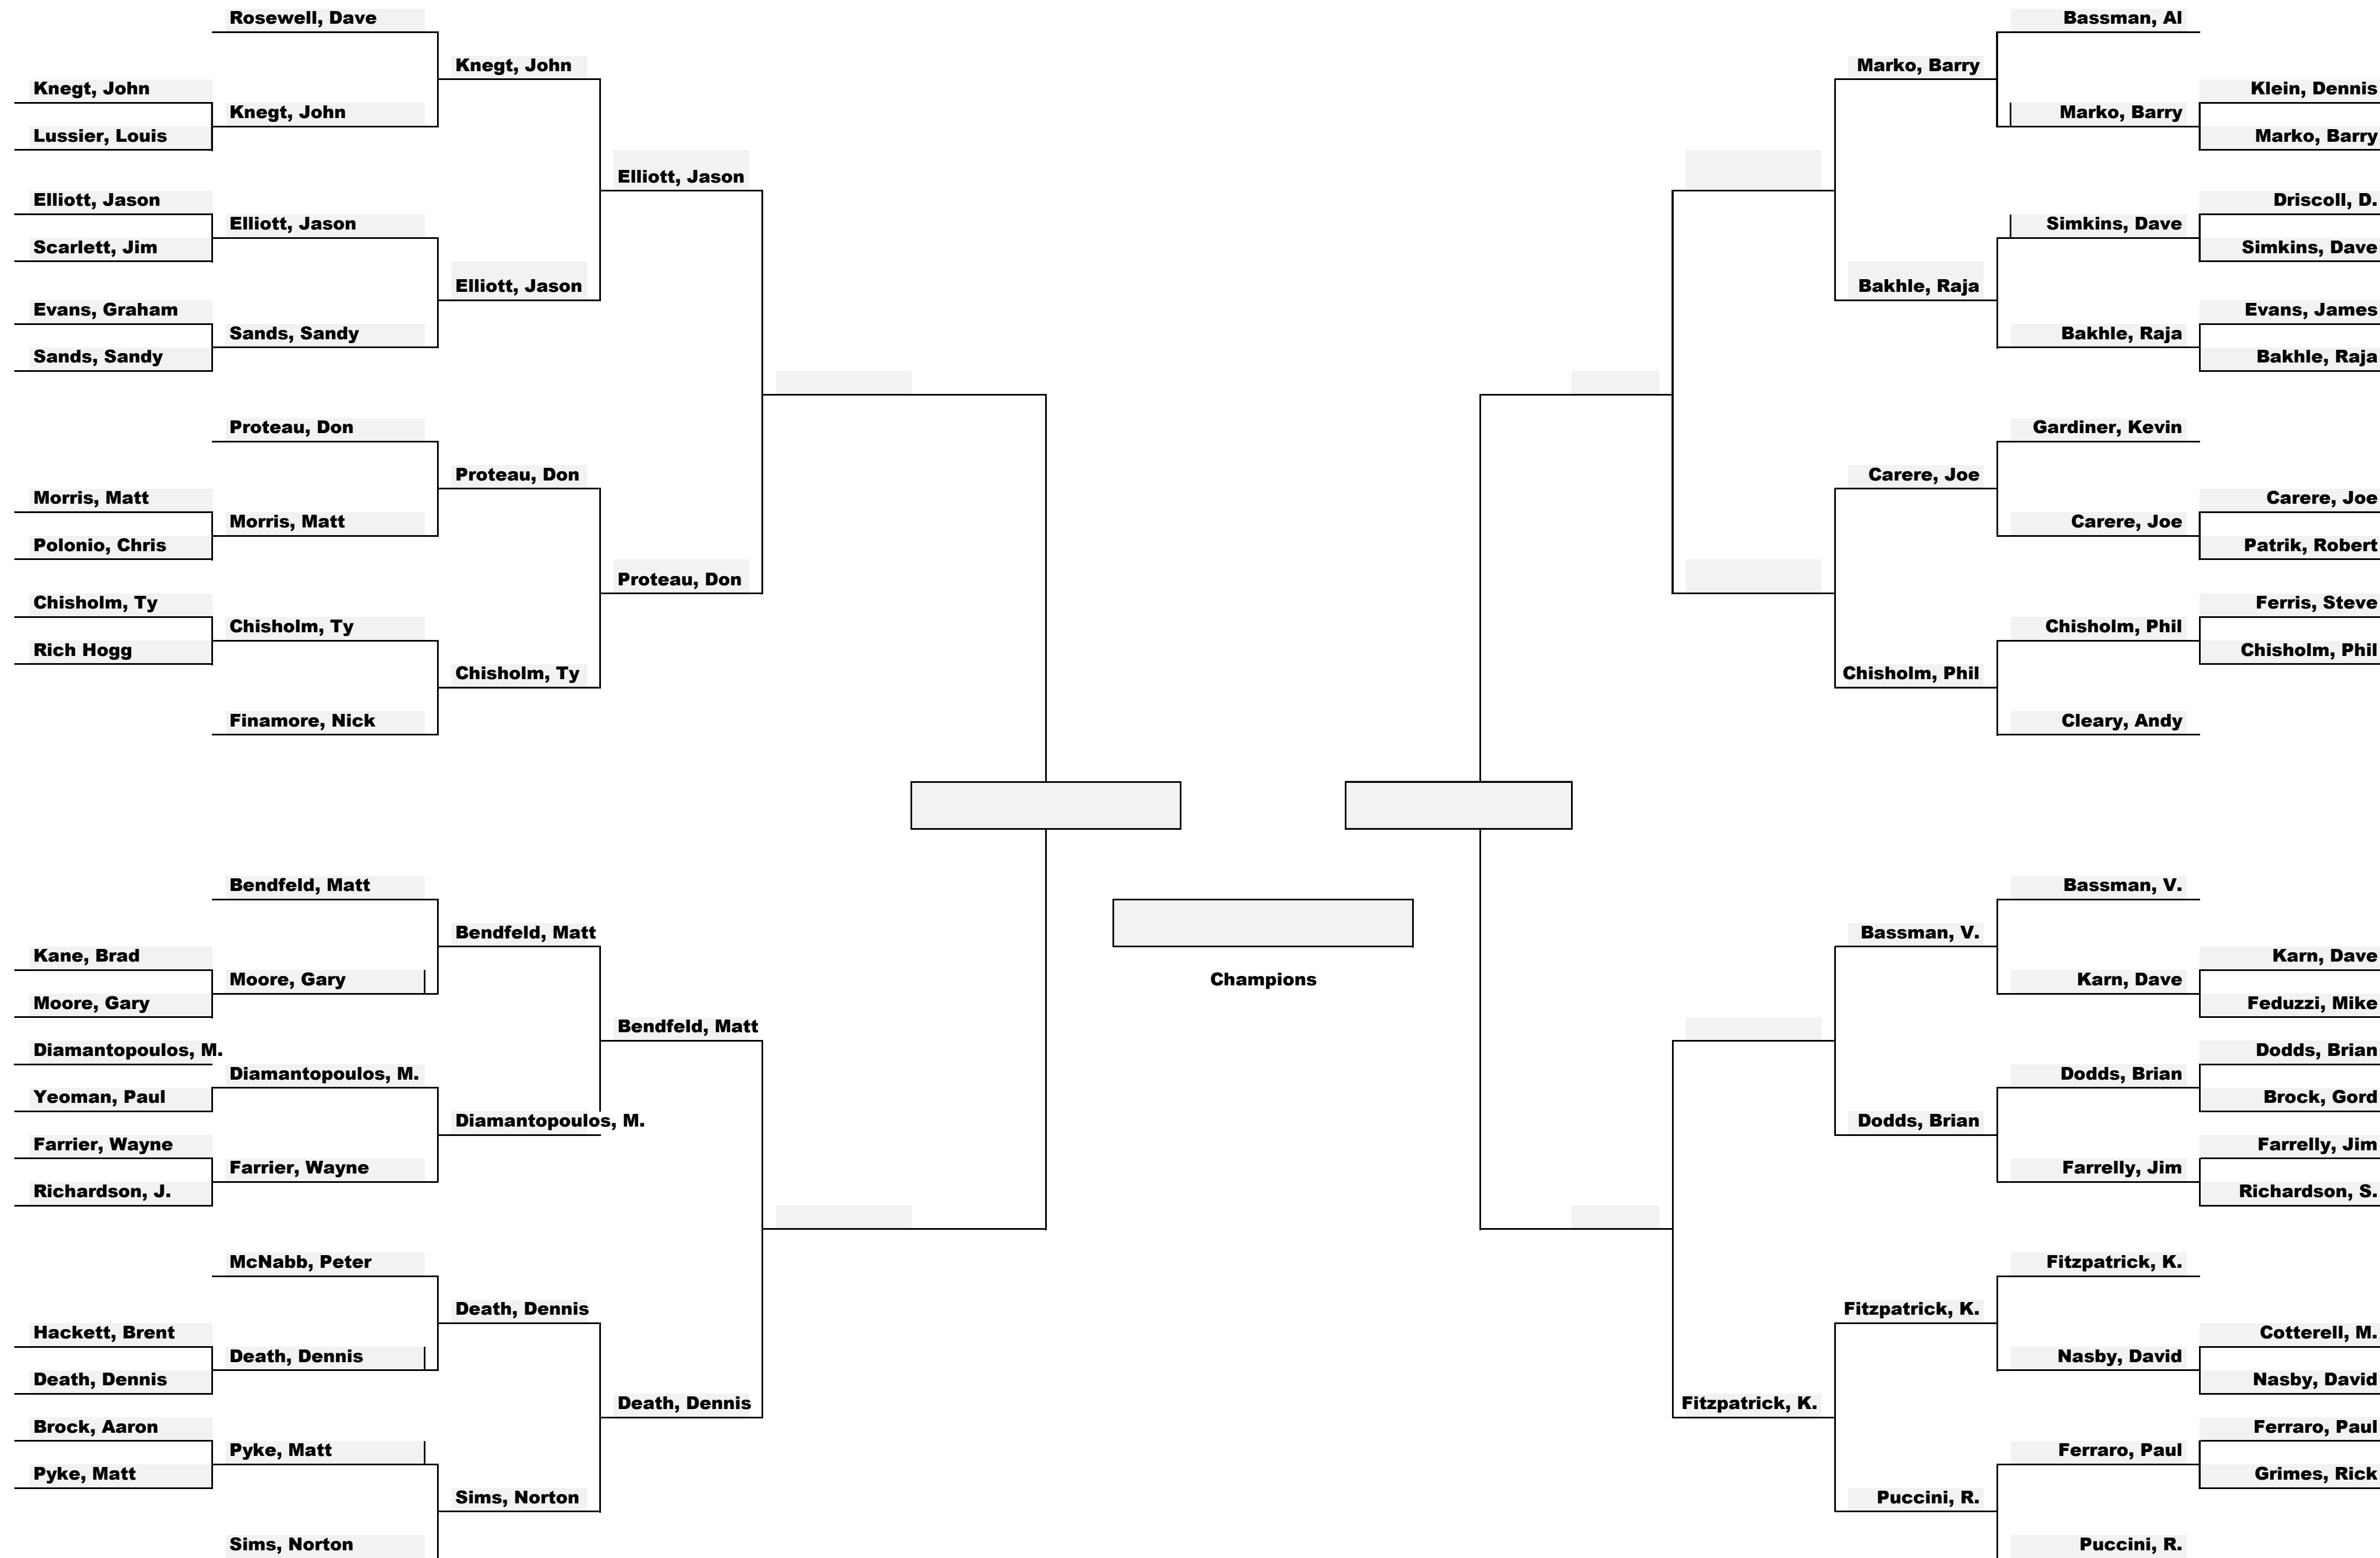 Rosewell, Dave
Bassman, Al
Knegt, John
Marko, Barry
Knegt, John
Klein, Dennis
Knegt, John
Marko, Barry
Lussier, Louis
Marko, Barry
Elliott, Jason
Elliott, Jason
Driscoll, D.
Elliott, Jason
Simkins, Dave
Scarlett, Jim
Simkins, Dave
Elliott, Jason
Bakhle, Raja
Evans, Graham
Evans, James
Sands, Sandy
Bakhle, Raja
Sands, Sandy
Bakhle, Raja
Proteau, Don
Gardiner, Kevin
Proteau, Don
Carere, Joe
Morris, Matt
Carere, Joe
Morris, Matt
Carere, Joe
Polonio, Chris
Patrik, Robert
Proteau, Don
Chisholm, Ty
Ferris, Steve
Chisholm, Ty
Chisholm, Phil
Rich Hogg
Chisholm, Phil
Chisholm, Ty
Chisholm, Phil
Finamore, Nick
Cleary, Andy
Bendfeld, Matt
Bassman, V.
Bendfeld, Matt
Bassman, V.
Kane, Brad
Karn, Dave
Moore, Gary
Champions
Karn, Dave
Moore, Gary
Feduzzi, Mike
Bendfeld, Matt
Diamantopoulos, M.
Dodds, Brian
Diamantopoulos, M.
Dodds, Brian
Yeoman, Paul
Brock, Gord
Diamantopoulos, M.
Dodds, Brian
Farrier, Wayne
Farrelly, Jim
Farrier, Wayne
Farrelly, Jim
Richardson, J.
Richardson, S.
McNabb, Peter
Fitzpatrick, K.
Death, Dennis
Fitzpatrick, K.
Hackett, Brent
Cotterell, M.
Death, Dennis
Nasby, David
Death, Dennis
Nasby, David
Death, Dennis
Fitzpatrick, K.
Brock, Aaron
Ferraro, Paul
Pyke, Matt
Ferraro, Paul
Pyke, Matt
Grimes, Rick
Sims, Norton
Puccini, R.
Sims, Norton
Puccini, R.